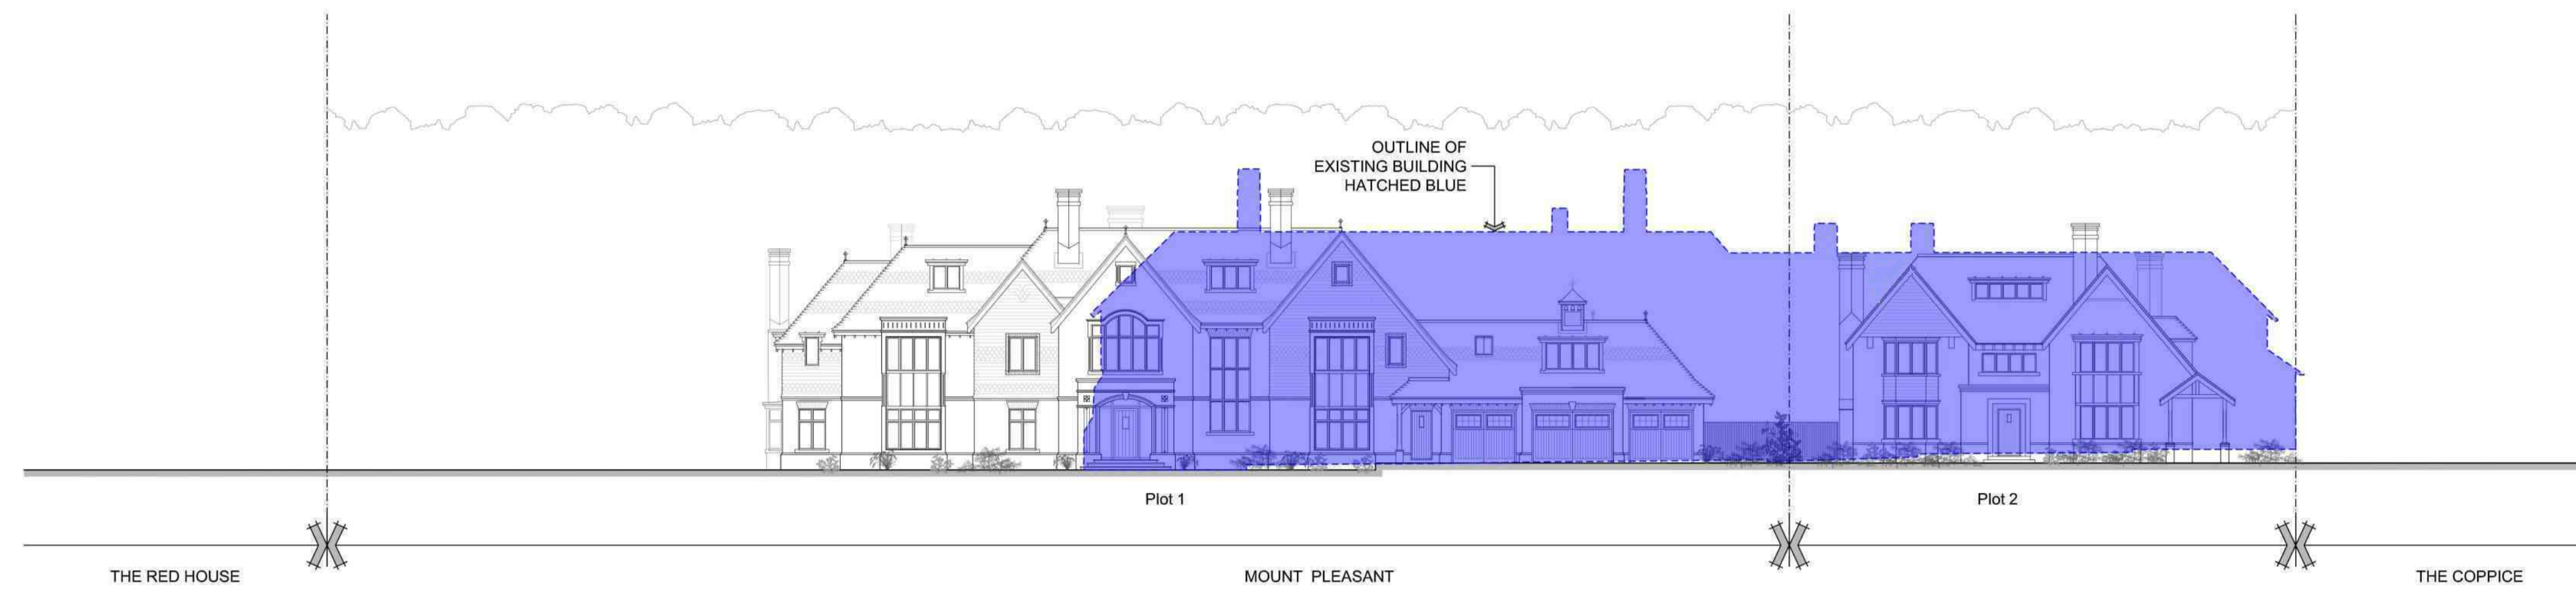 OUTLINE OF
EXISTING BUILDING
HATCHED BLUE
Plot 1
Plot 2
THE RED HOUSE
MOUNT PLEASANT
THE COPPICE